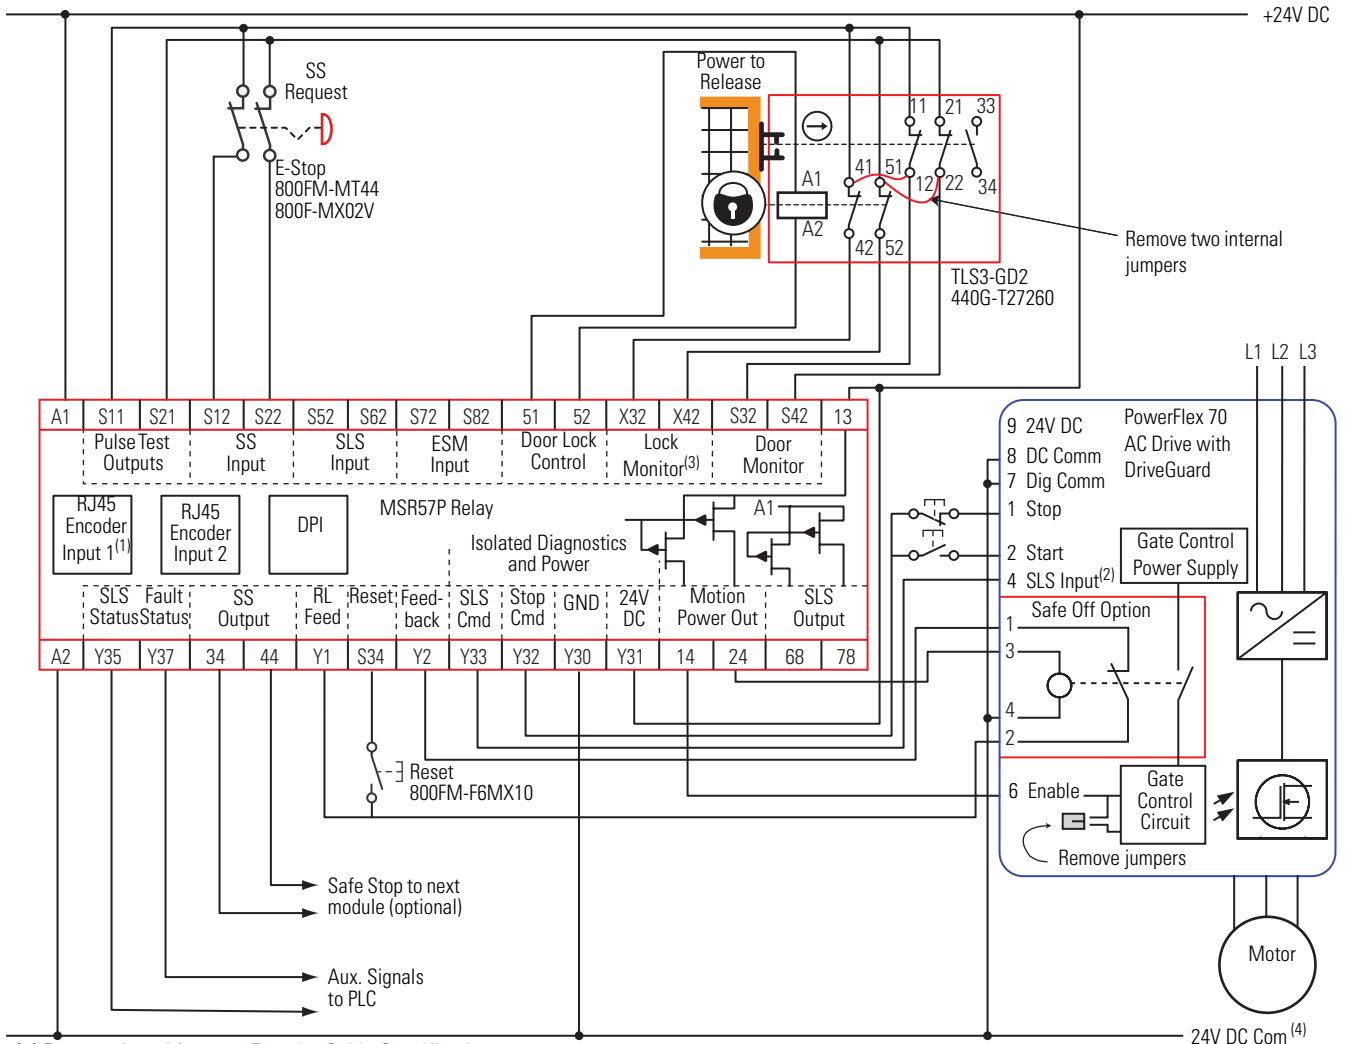 +24V DC
SS
Request
E-Stop
800FM-MT44
800F-MX02V
Power to
Release
11 21 33
41 51 12 22 34
A1
A2
42 52
TLS3-GD2
440G-T27260
Remove two internal
jumpers
L1 L2 L3
A1 S11 S21 S12 S22 S52 S62 S72 S82 51 52 X32 X42 S32 S42 13
Pulse Test
Outputs
SS
Input
SLS
Input
ESM
Input
Door Lock
Control
Lock
Monitor(3)
Door
Monitor
RJ45
Encoder
Input 1(1)
RJ45
Encoder
Input 2
DPI
MSR57P Relay
A1
Isolated Diagnostics
and Power
SLS
Status
Fault
Status
SS
Output
RL
Feed
Reset
Feed-
back
SLS
Cmd
Stop
Cmd
GND
24V
DC
Motion
Power Out
SLS
Output
A2 Y35 Y37 34 44 Y1 S34 Y2 Y33 Y32 Y30 Y31 14 24 68 78
9 24V DC
8 DC Comm
7 Dig Comm
1 Stop
2 Start
4 SLS Input(2)
PowerFlex 70
AC Drive with
DriveGuard
Gate Control
Power Supply
Safe Off Option
1
3
4
2
6 Enable
Gate
Control
Circuit
Remove jumpers
Reset
800FM-F6MX10
Safe Stop to next
module (optional)
Aux. Signals
to PLC
Motor
24V DC Com (4)